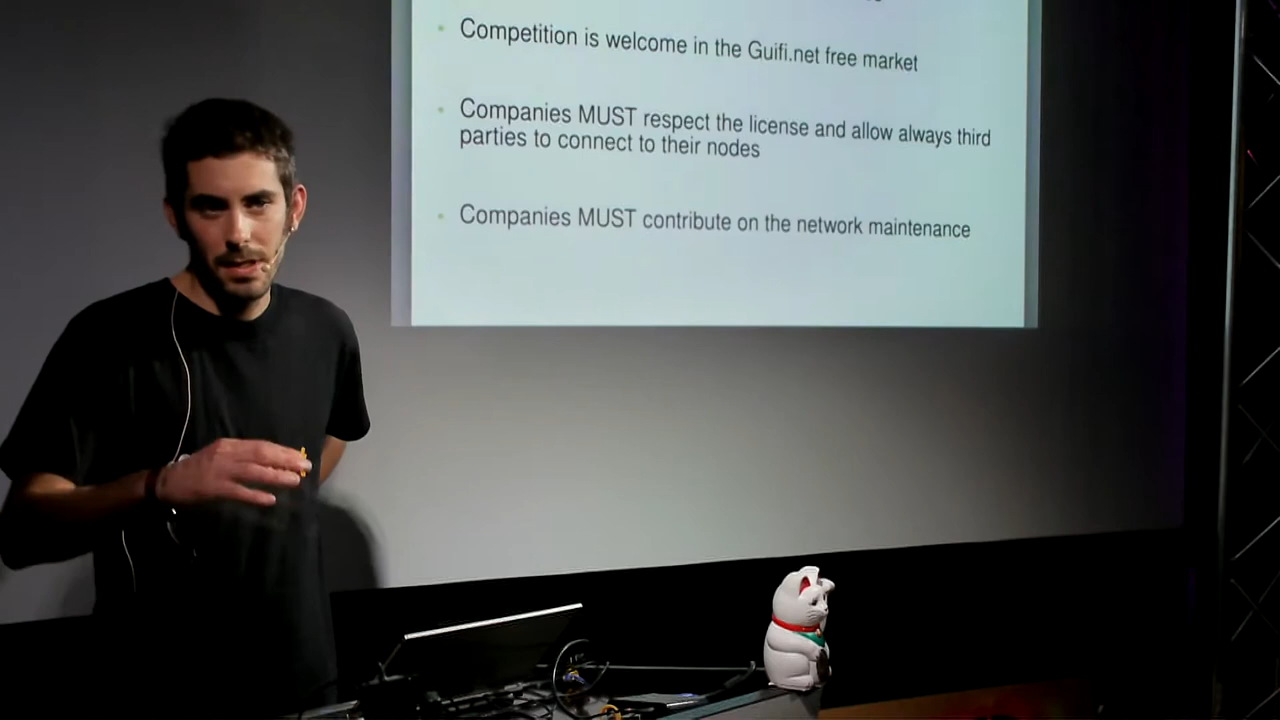 Competition is welcome in the Guifi.net free market
Companies MUST respect the license and allow always third
parties to connect to their nodes
Companies MUST contribute on the network maintenance